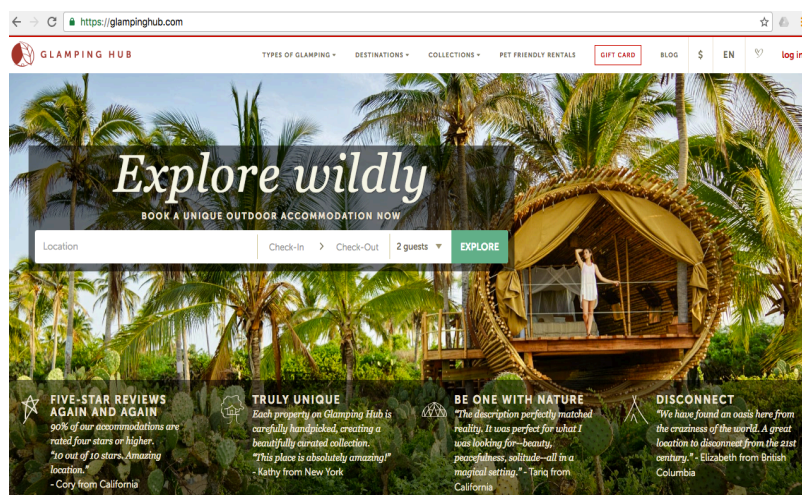 https://glampinghub.com
GLAMPING HUB
TYPES OF GLAMPING
DESTINATIONS
COLLECTIONS
PET FRIENDLY RENTALS
GIFT CARD
BLOG
$
EN
log in
Explore wildly
BOOK A UNIQUE OUTDOOR ACCOMMODATION NOW
Location
Check-In
Check-Out
2 guests
EXPLORE
FIVE-STAR REVIEWS
AGAIN AND AGAIN
90% of our accommodations are
rated four stars or higher.
"10 out of 10 stars. Amazing
location."
- Cory from California
TRULY UNIQUE
Each property on Glamping Hub is
carefully handpicked, creating a
beautifully curated collection.
"This place is absolutely amazing!"
- Kathy from New York
BE ONE WITH NATURE
"The description perfectly matched
reality. It was perfect for what I
was looking for--beauty,
peacefulness, solitude--all in a
magical setting." - Tariq from
California
DISCONNECT
"We have found an oasis here from
the craziness of the world. A great
location to disconnect from the 21st
century." - Elizabeth from British
Columbia